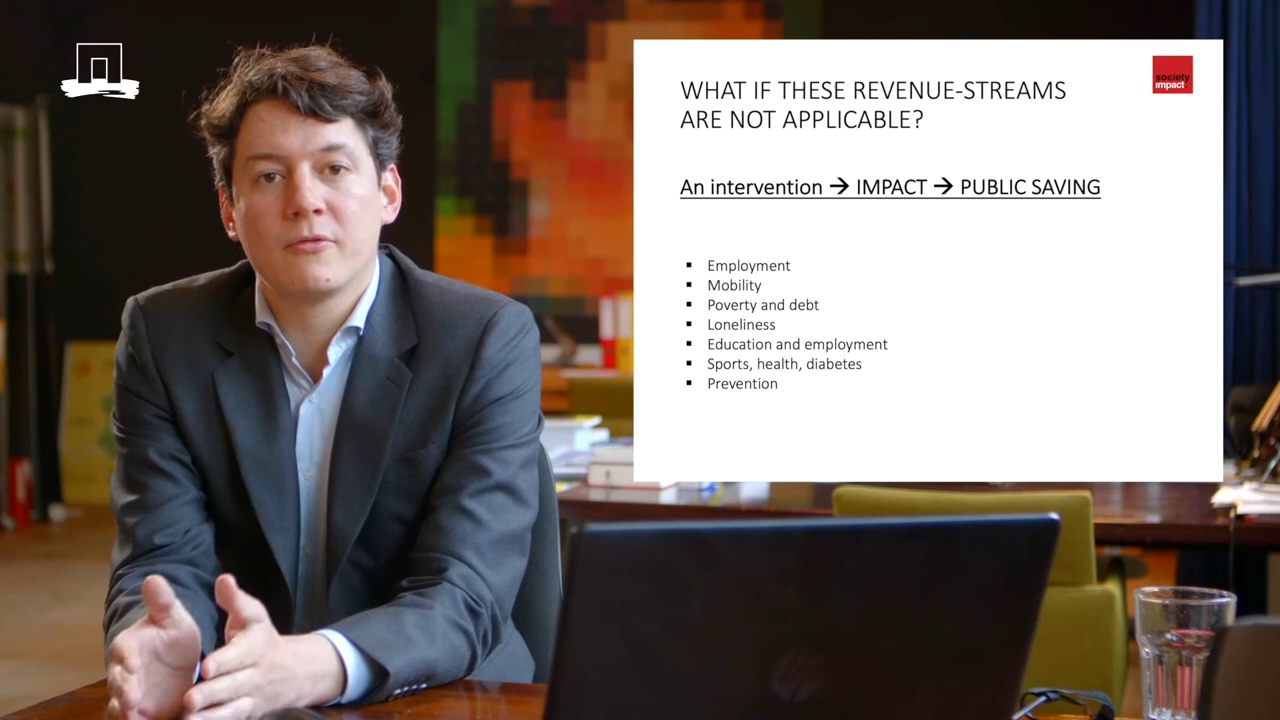 WHAT IF THESE REVENUE-STREAMS
ARE NOT APPLICABLE?
society
impact
An intervention → IMPACT → PUBLIC SAVING
▪ Employment
▪ Mobility
▪ Poverty and debt
▪ Loneliness
▪ Education and employment
▪ Sports, health, diabetes
▪ Prevention
hp